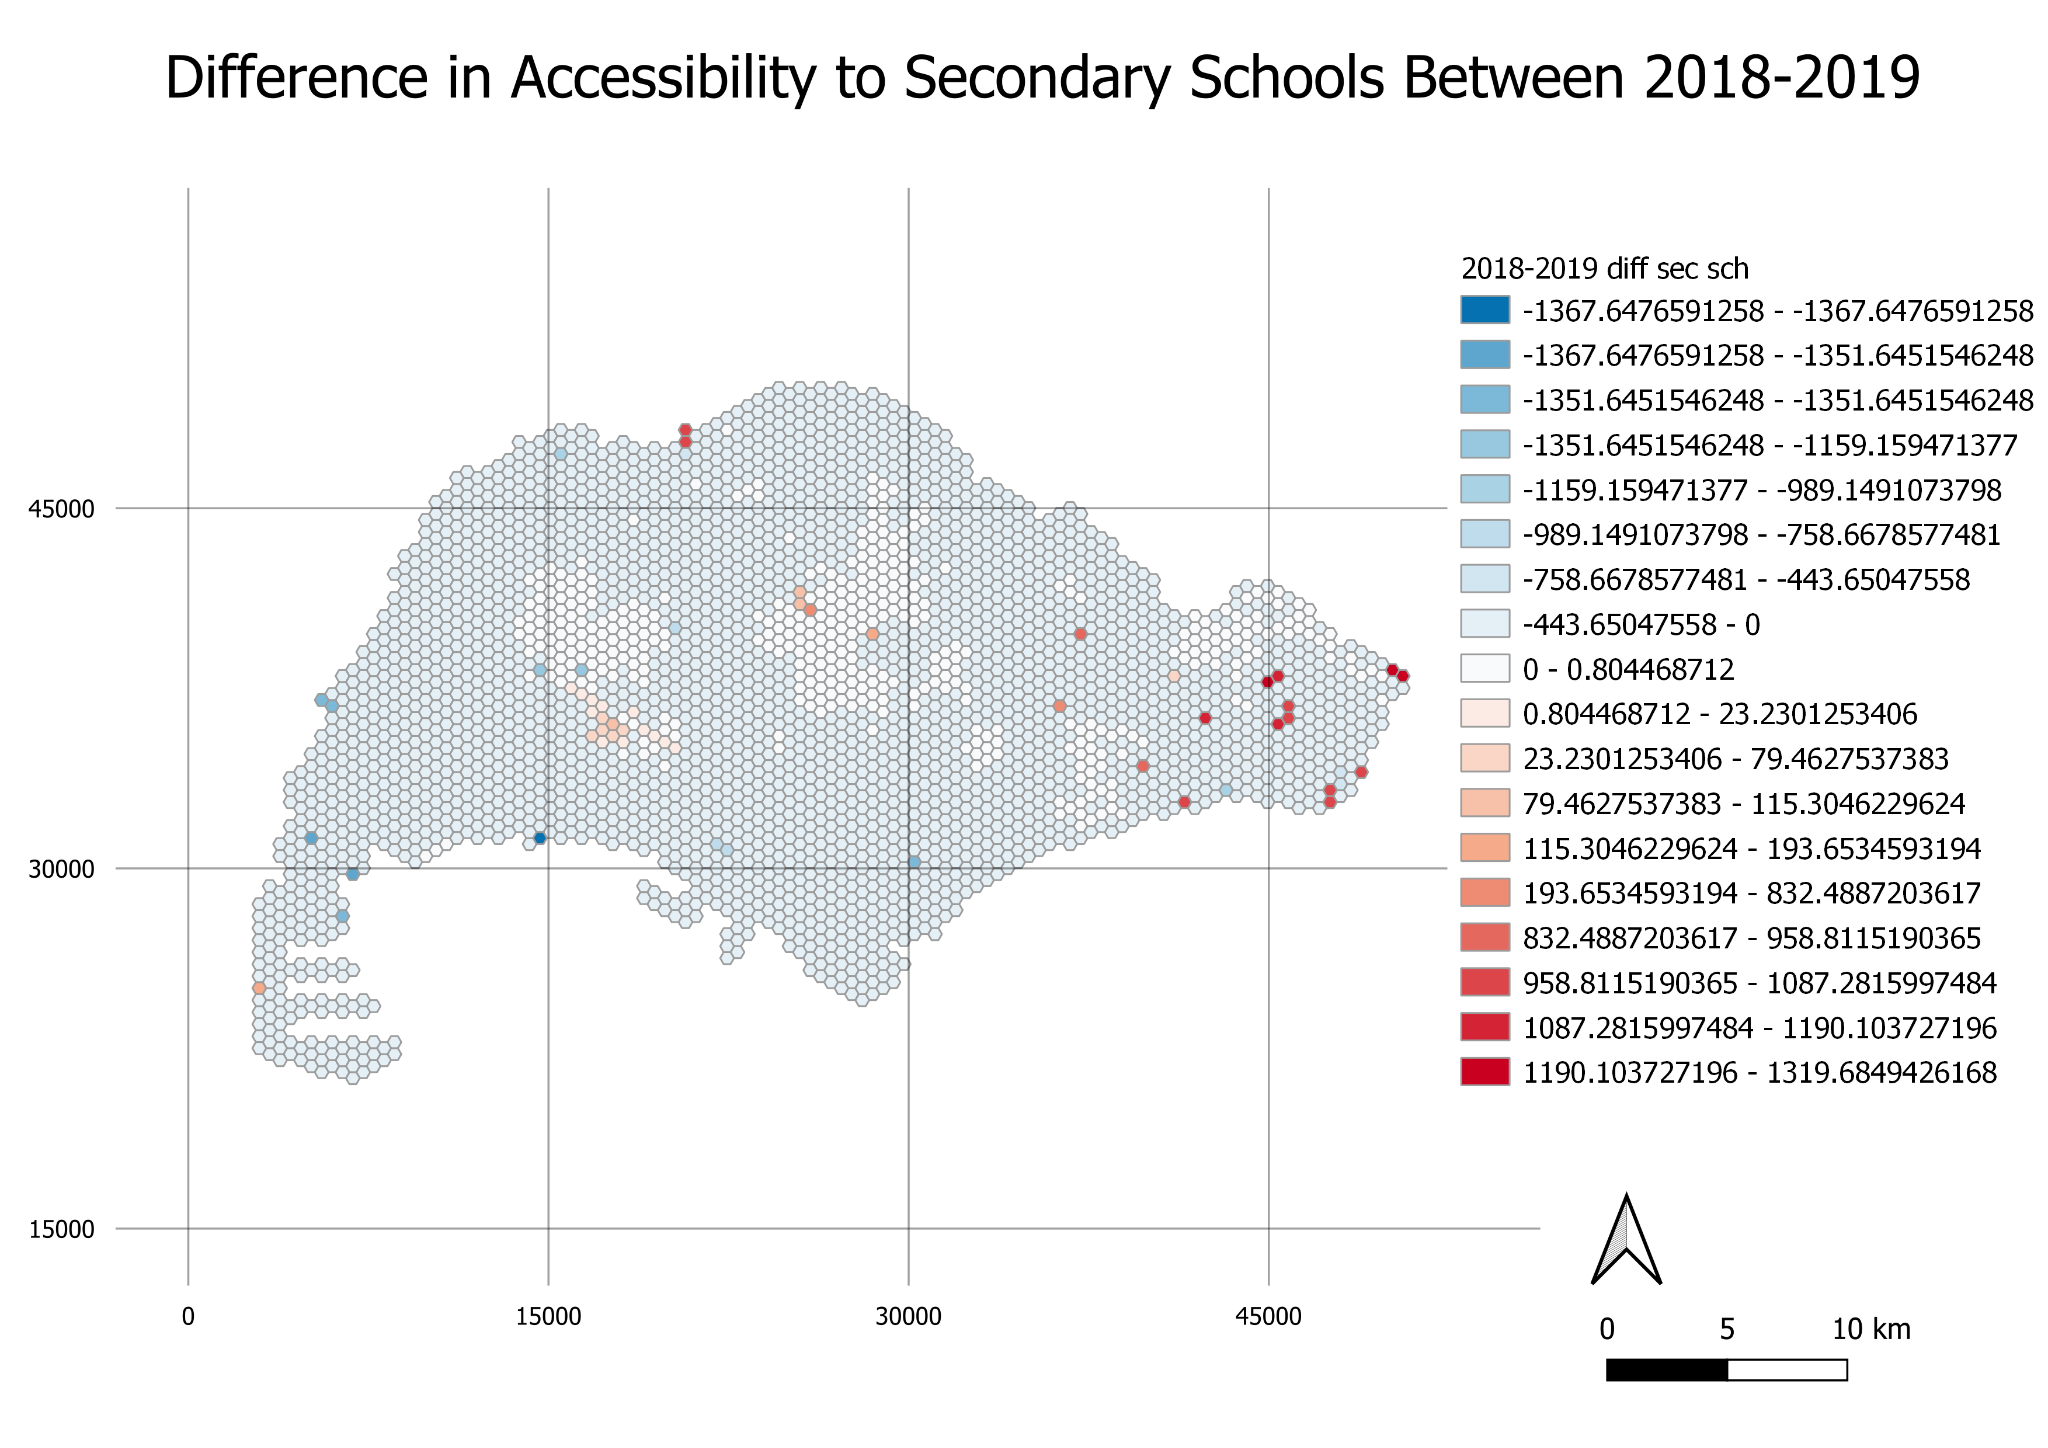 Difference in Accessibility to Secondary Schools Between 2018-2019
2018-2019 diff sec sch
-1367.6476591258 - -1367.6476591258
-1367.6476591258 - -1351.6451546248
-1351.6451546248 - -1351.6451546248
-1351.6451546248 - -1159.159471377
-1159.159471377 - -989.1491073798
-989.1491073798 - -758.6678577481
-758.6678577481 - -443.65047558
-443.65047558 - 0
0 - 0.804468712
0.804468712 - 23.2301253406
23.2301253406 - 79.4627537383
79.4627537383 - 115.3046229624
115.3046229624 - 193.6534593194
193.6534593194 - 832.4887203617
832.4887203617 - 958.8115190365
958.8115190365 - 1087.2815997484
1087.2815997484 - 1190.103727196
1190.103727196 - 1319.6849426168
45000
30000
15000
0 15000 30000 45000
0 5 10 km